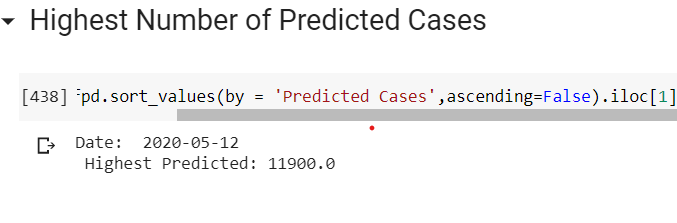 Highest Number of Predicted Cases
[438] pd.sort_values(by = 'Predicted Cases',ascending=False).iloc[1]
Date: 2020-05-12
Highest Predicted: 11900.0